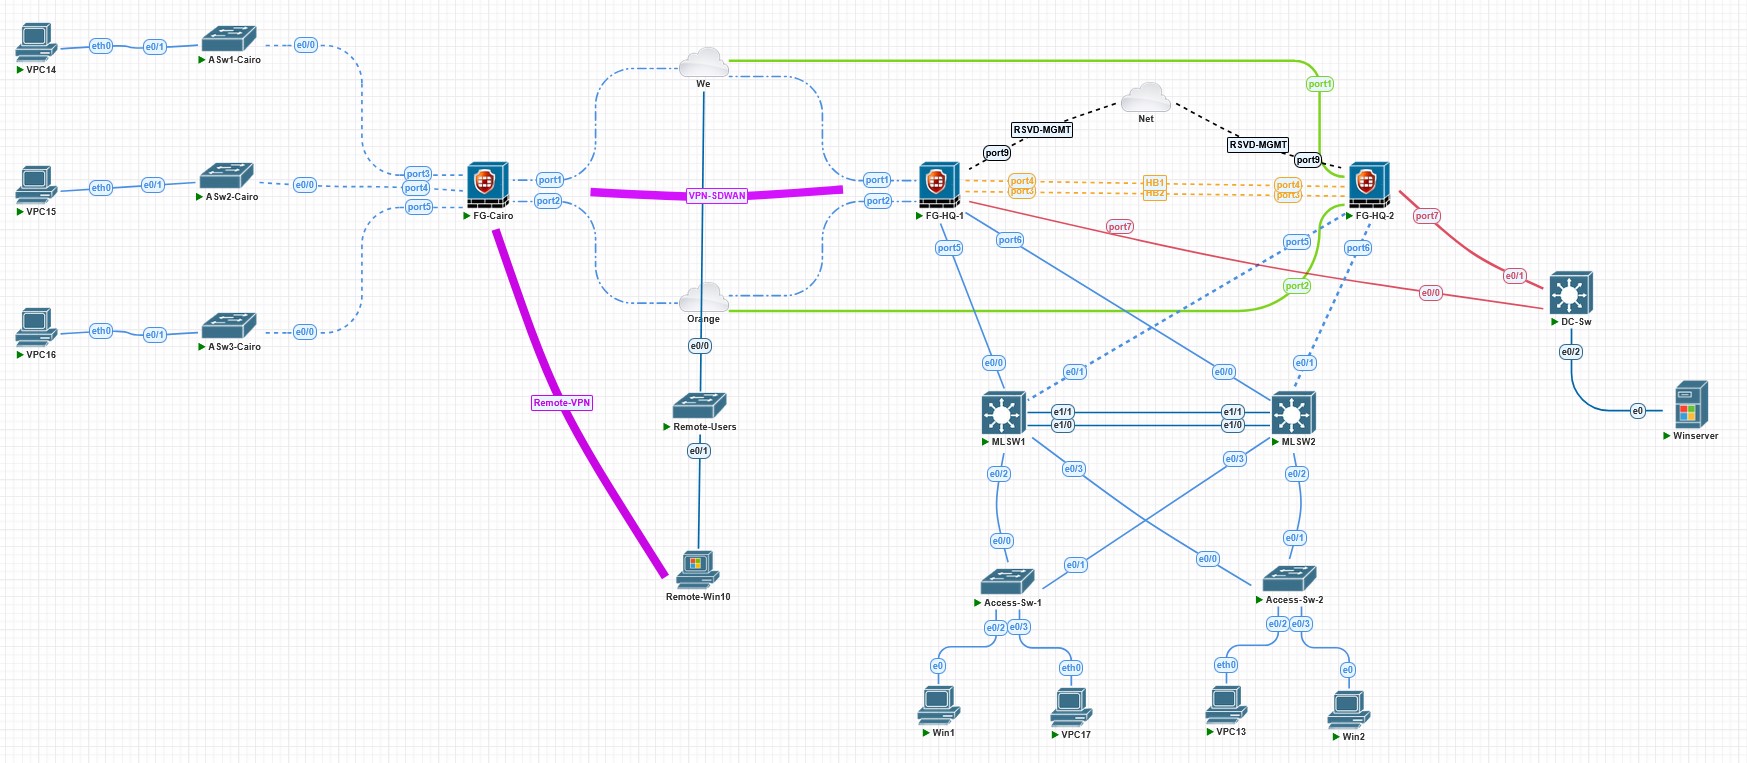 VPC14
eth0
e0/1
ASw1-Cairo
e0/0
VPC15
eth0
e0/1
ASw2-Cairo
e0/0
VPC16
eth0
e0/1
ASw3-Cairo
e0/0
port3
port4
port5
FG-Cairo
port1
port2
We
VPN-SDWAN
Orange
e0/0
Remote-Users
e0/1
Remote-Win10
Remote-VPN
port1
port2
FG-HQ-1
port9
RSVD-MGMT
Net
RSVD-MGMT
port9
port1
port4
port3
HB1
HB2
port4
port3
FG-HQ-2
port7
port7
port5
port6
port5
port6
port2
e0/1
e0/0
DC-Sw
e0/2
e0
Winserver
e0/0
e0/1
e0/0
e0/1
MLSW1
e1/1
e1/0
e1/1
e1/0
MLSW2
e0/2
e0/3
e0/3
e0/2
e0/0
e0/1
e0/0
e0/1
Access-Sw-1
Access-Sw-2
e0/2
e0/3
e0/2
e0/3
e0
eth0
eth0
e0
Win1
VPC17
VPC13
Win2